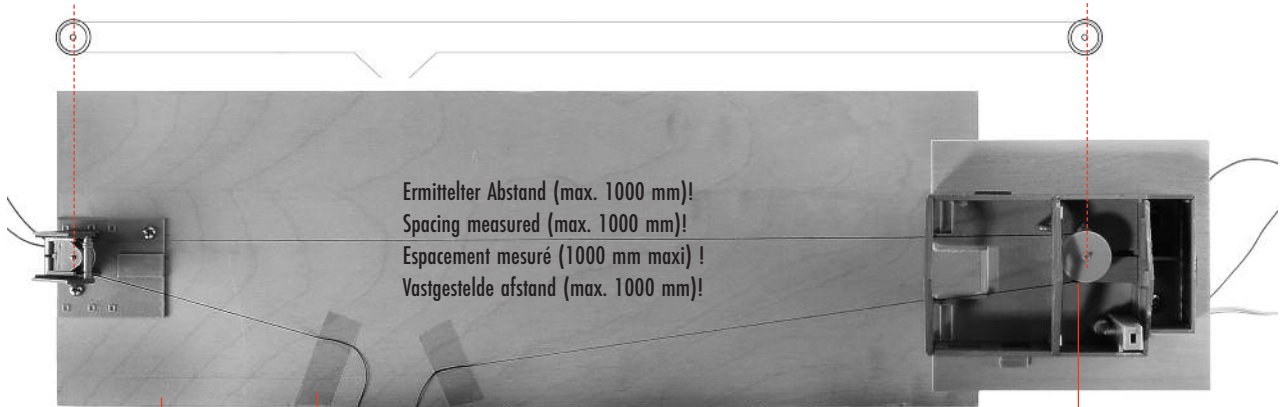 Ermittelter Abstand (max. 1000 mm)!
Spacing measured (max. 1000 mm)!
Espacement mesuré (1000 mm maxi) !
Vastgestelde afstand (max. 1000 mm)!